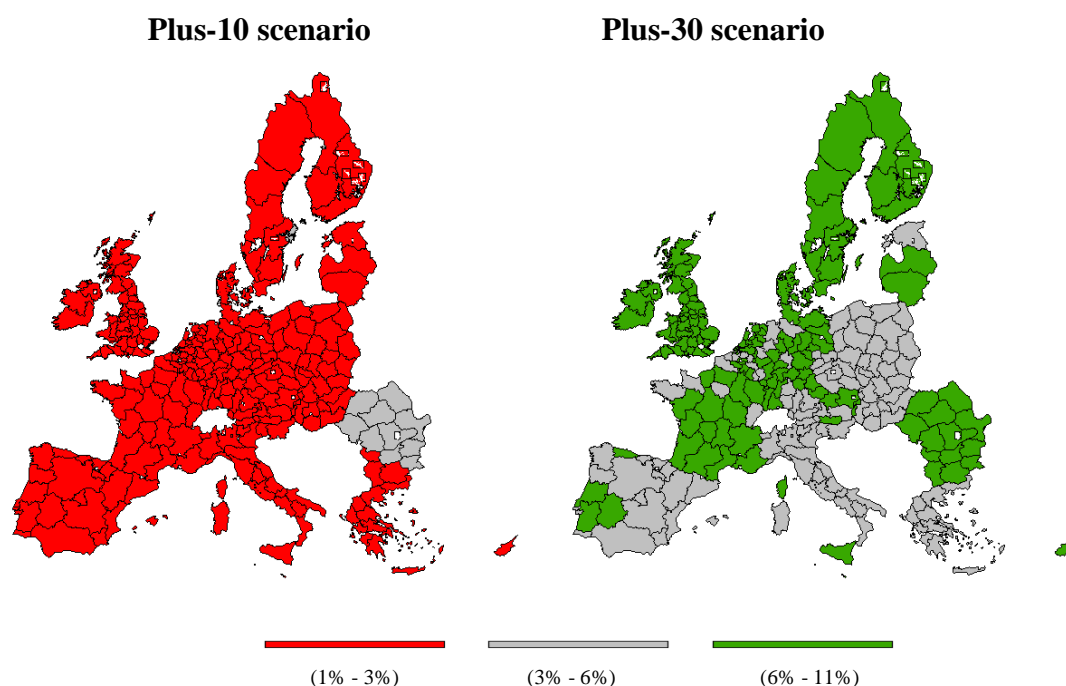 Plus-10 scenario
Plus-30 scenario
(1% - 3%)
(3% - 6%)
(6% - 11%)